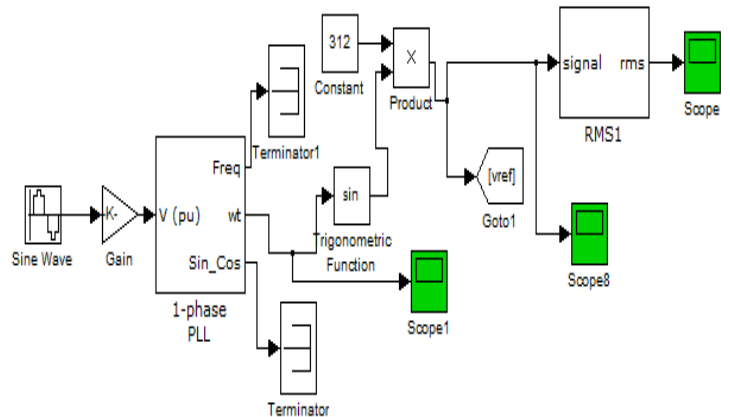 312
Constant
X
Product
signal rms
RMS1
Scope
Terminator1
Freq
V (pu)
wt
Sin_Cos
1-phase
PLL
Sine Wave
K-
Gain
sin
Trigonometric
Function
[vref]
Goto1
Scope8
Scope1
Terminator